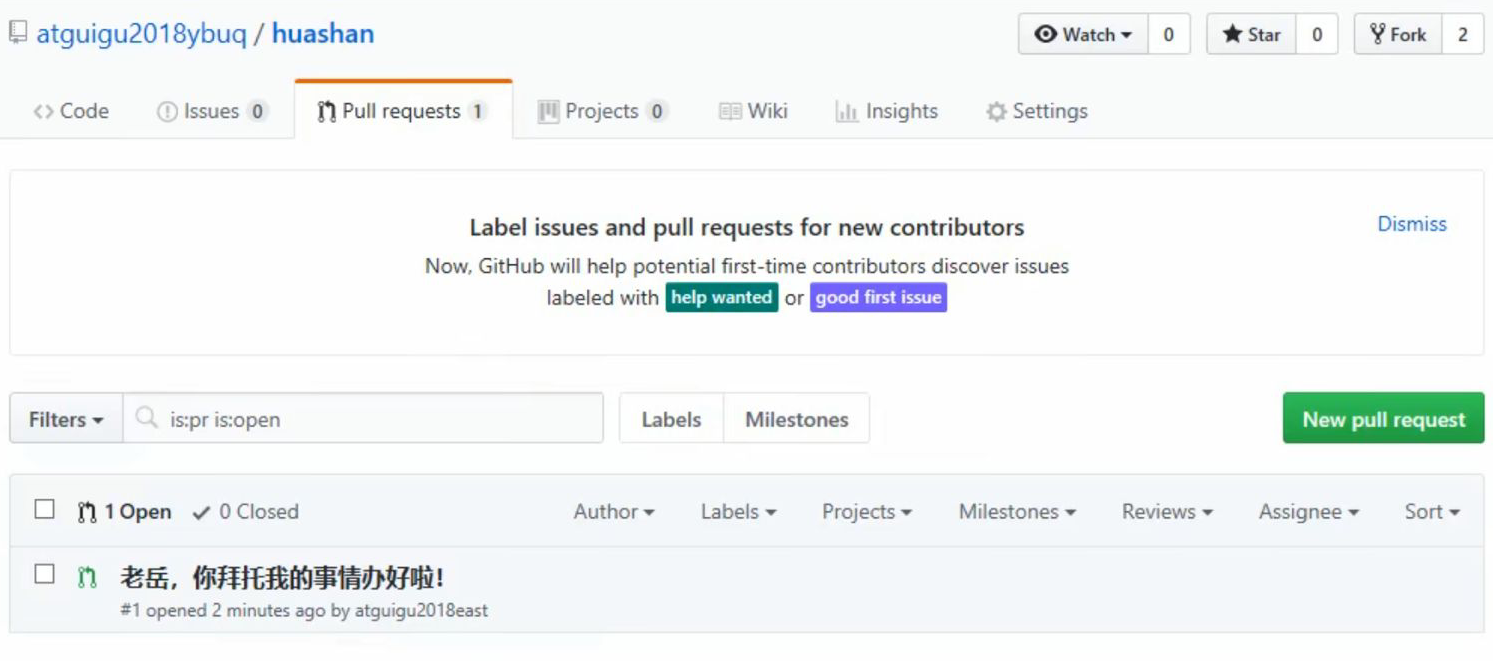 atguigu2018ybuq / huashan Watch 0 Star 0 Fork 2
Code Issues 0 Pull requests 1 Projects 0 Wiki Insights Settings
Label issues and pull requests for new contributors
Dismiss
Now, GitHub will help potential first-time contributors discover issues
labeled with help wanted or good first issue
Filters is:pr is:open Labels Milestones New pull request
1 Open 0 Closed Author Labels Projects Milestones Reviews Assignee Sort
老岳，你拜托我的事情办好啦！
#1 opened 2 minutes ago by atguigu2018east